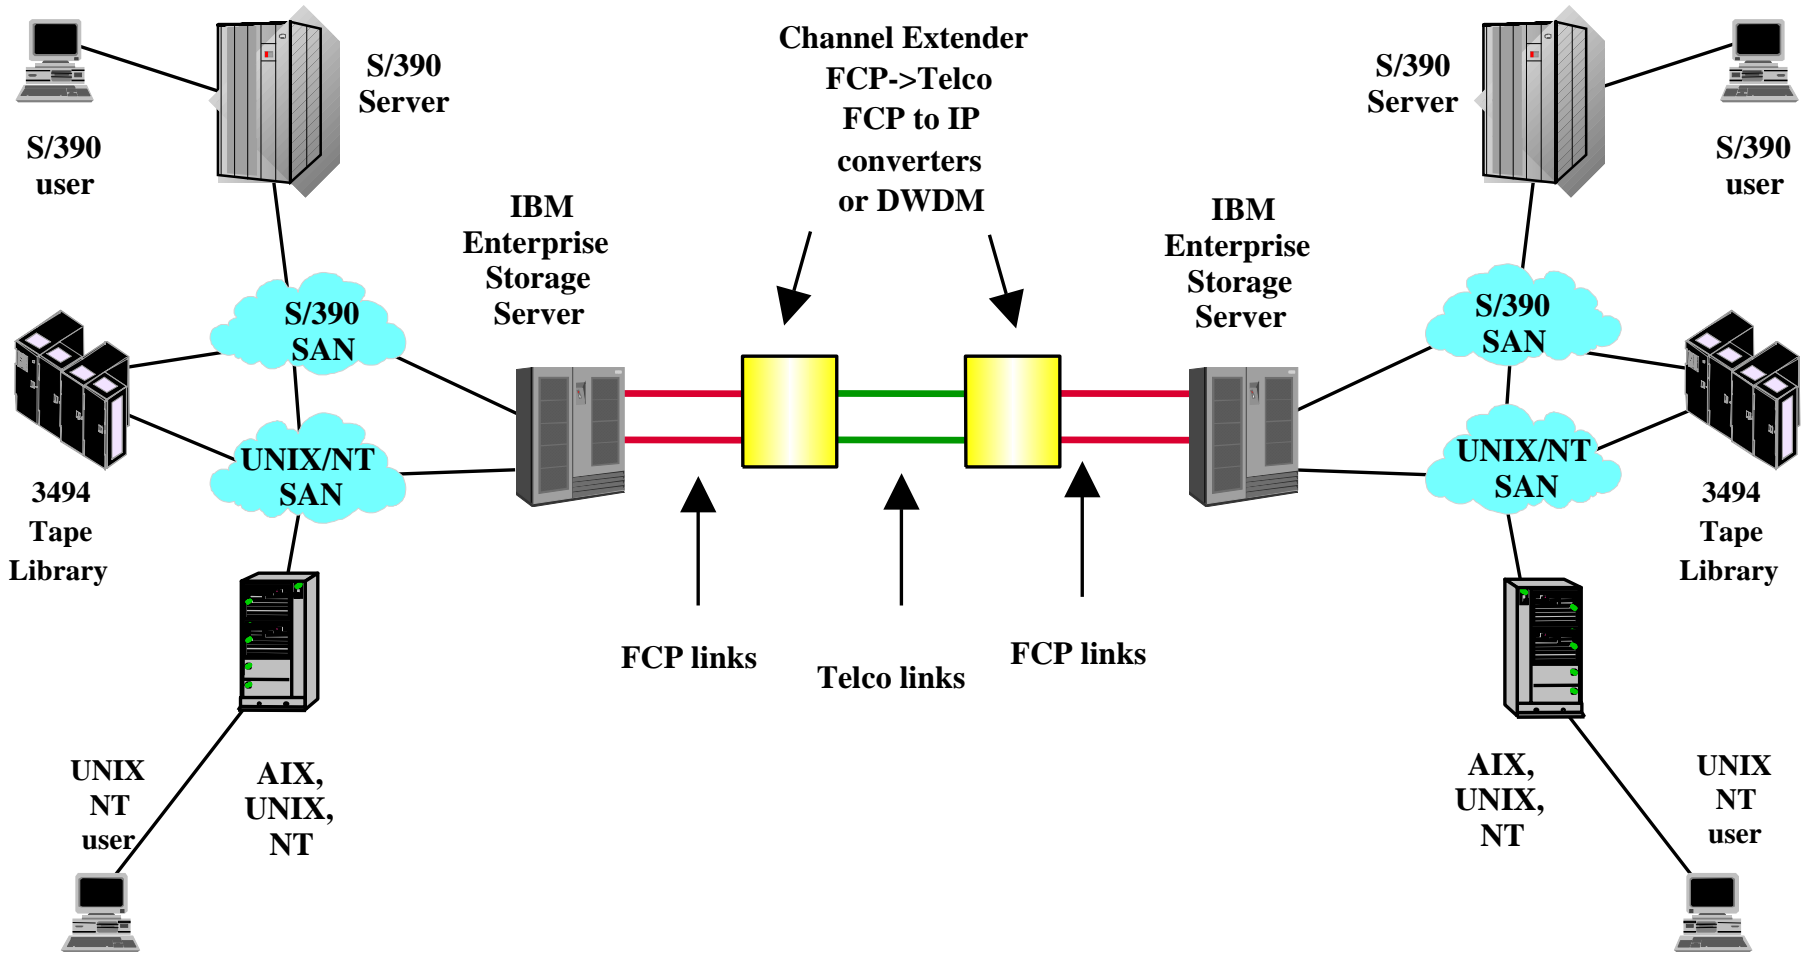 Channel Extender
FCP->Telco
FCP to IP
converters
or DWDM
S/390
Server
S/390
user
IBM
Enterprise
Storage
Server
S/390
SAN
UNIX/NT
SAN
3494
Tape
Library
UNIX
NT
user
AIX,
UNIX,
NT
FCP links
Telco links
FCP links
S/390
Server
S/390
user
IBM
Enterprise
Storage
Server
S/390
SAN
UNIX/NT
SAN
3494
Tape
Library
AIX,
UNIX,
NT
UNIX
NT
user